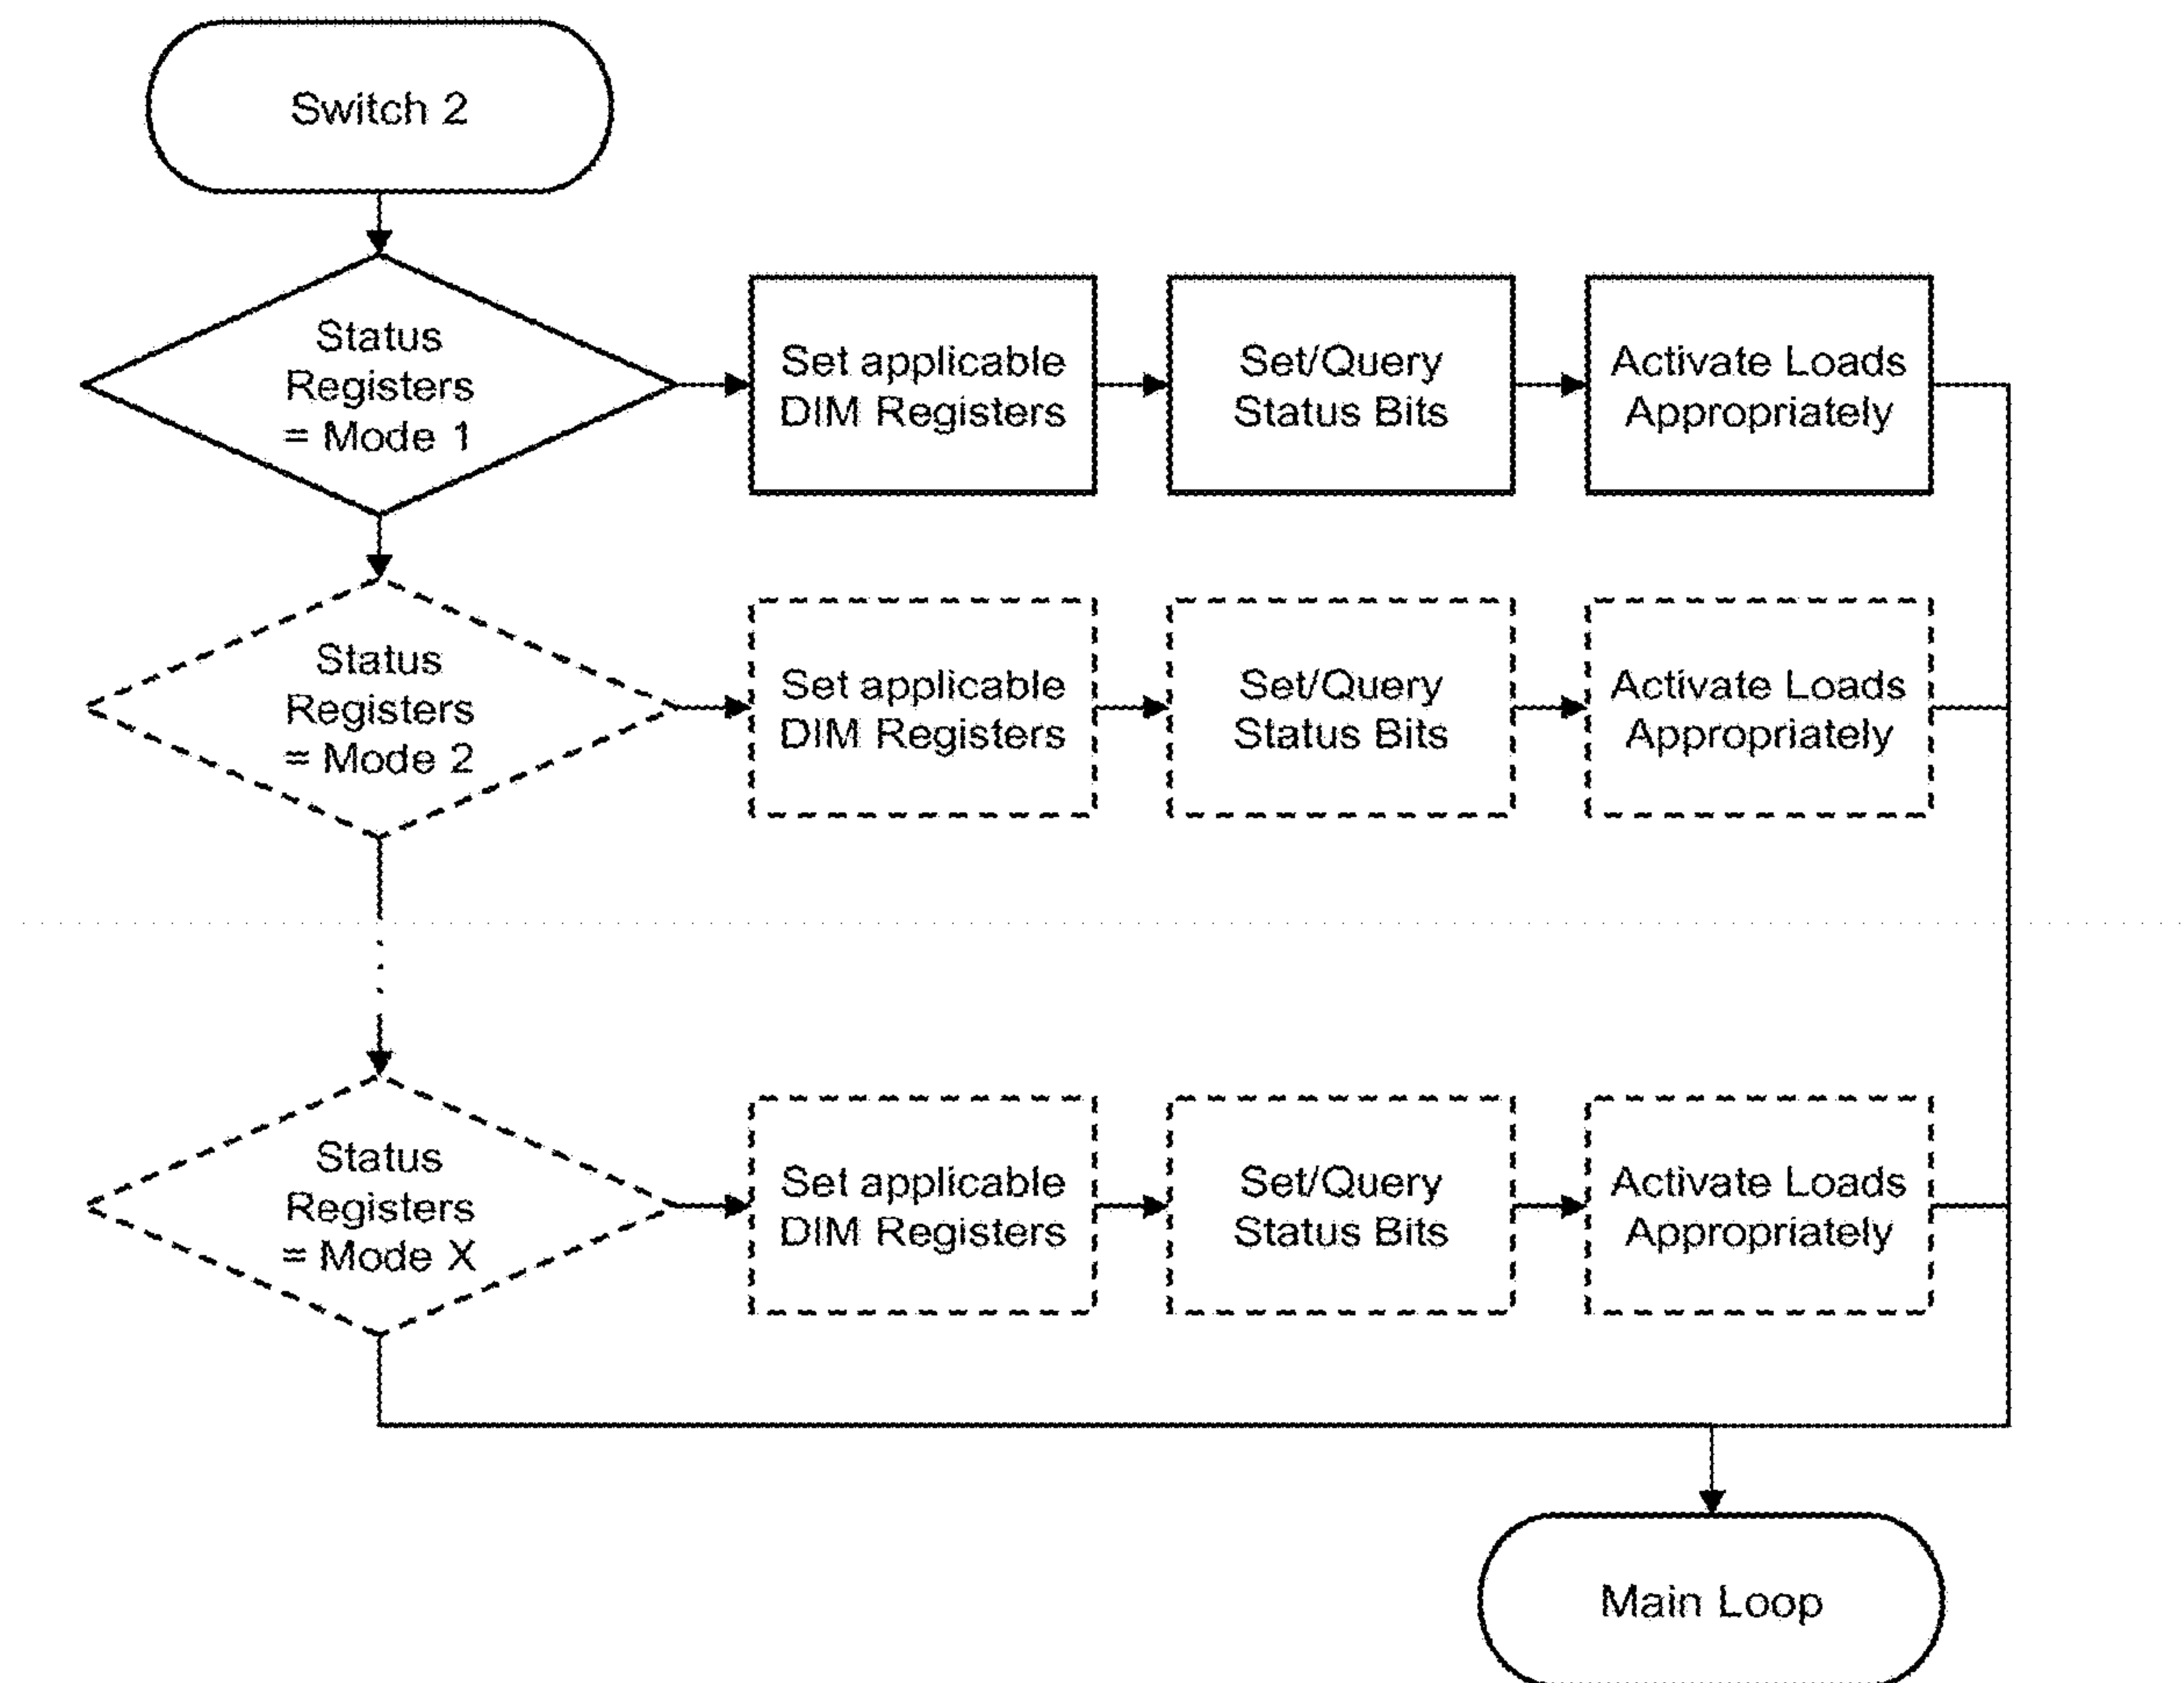 Switch 2
Status
Registers
= Mode 1
Set applicable
DIM Registers
Set/Query
Status Bits
Activate Loads
Appropriately
Status
Registers
= Mode 2
Set applicable
DIM Registers
Set/Query
Status Bits
Activate Loads
Appropriately
Status
Registers
= Mode X
Set applicable
DIM Registers
Set/Query
Status Bits
Activate Loads
Appropriately
Main Loop